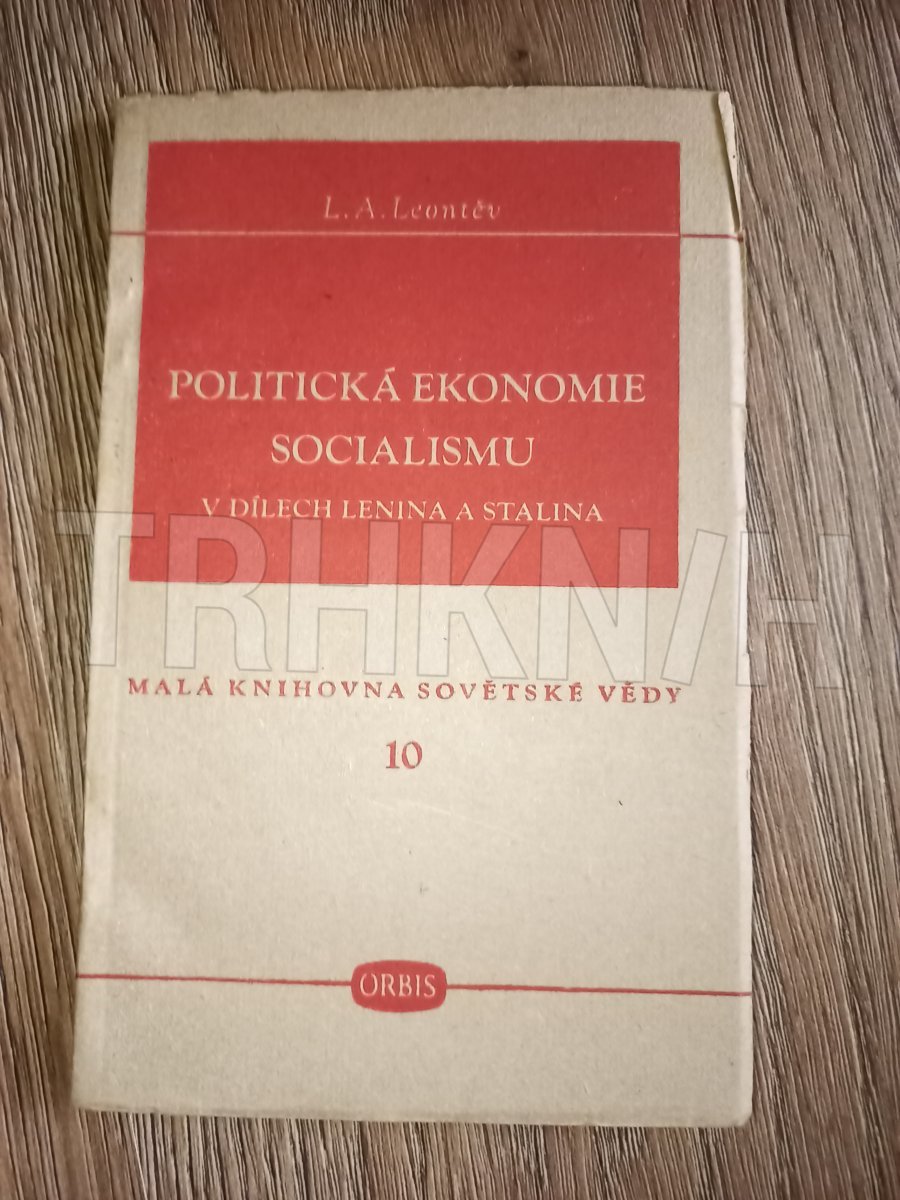 L. A. Leontěv
POLITICKÁ EKONOMIE
SOCIALISMU
V DÍLECH LENINA A STALINA
TRHKNIH
MALÁ KNIHOVNA SOVĚTSKÉ VĚDY
10
ORBIS